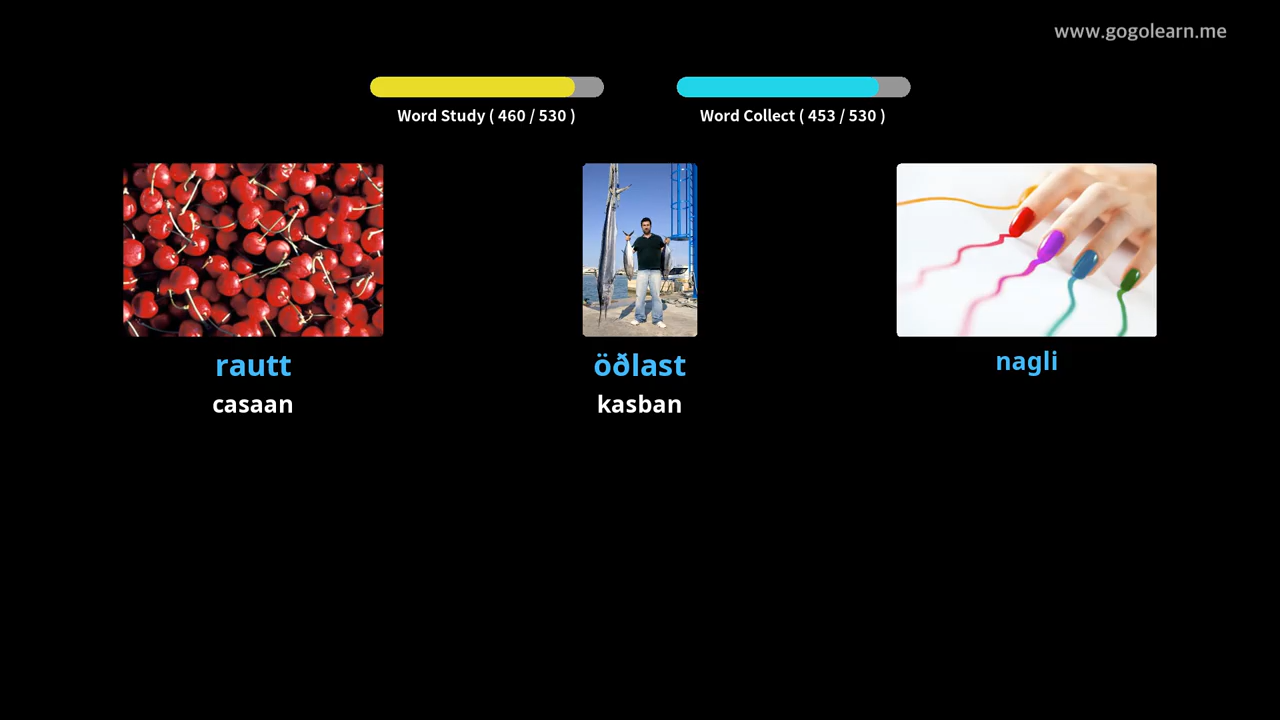 www.gogolearn.me
Word Study ( 460 / 530 )
Word Collect ( 453 / 530 )
rautt
öðlast
nagli
casaan
kasban